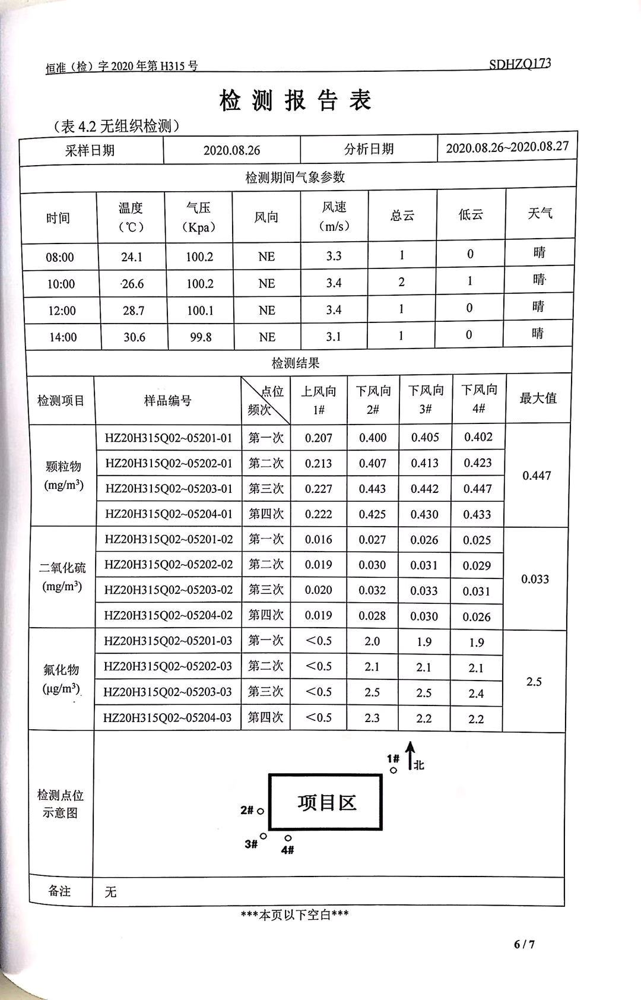 恒准（检）字 2020 年第 H315 号 SDHZQ173
检 测 报 告 表
（表 4.2 无组织检测）
采样日期 2020.08.26 分析日期 2020.08.26~2020.08.27
检测期间气象参数
时间 温度（℃） 气压（Kpa） 风向 风速（m/s） 总云 低云 天气
08:00 24.1 100.2 NE 3.3 1 0 晴
10:00 26.6 100.2 NE 3.4 2 1 晴
12:00 28.7 100.1 NE 3.4 1 0 晴
14:00 30.6 99.8 NE 3.1 1 0 晴
检测结果
检测项目 样品编号 点位 频次 上风向 1# 下风向 2# 下风向 3# 下风向 4# 最大值
颗粒物 (mg/m³) 0.447
HZ20H315Q02~05201-01 第一次 0.207 0.400 0.405 0.402
HZ20H315Q02~05202-01 第二次 0.213 0.407 0.413 0.423
HZ20H315Q02~05203-01 第三次 0.227 0.443 0.442 0.447
HZ20H315Q02~05204-01 第四次 0.222 0.425 0.430 0.433
二氧化硫 (mg/m³) 0.033
HZ20H315Q02~05201-02 第一次 0.016 0.027 0.026 0.025
HZ20H315Q02~05202-02 第二次 0.019 0.030 0.031 0.029
HZ20H315Q02~05203-02 第三次 0.020 0.032 0.033 0.031
HZ20H315Q02~05204-02 第四次 0.019 0.028 0.030 0.026
氟化物 (μg/m³) 2.5
HZ20H315Q02~05201-03 第一次 ＜0.5 2.0 1.9 1.9
HZ20H315Q02~05202-03 第二次 ＜0.5 2.1 2.1 2.1
HZ20H315Q02~05203-03 第三次 ＜0.5 2.5 2.5 2.4
HZ20H315Q02~05204-03 第四次 ＜0.5 2.3 2.2 2.2
检测点位
示意图
1# 北
项目区
2#
3#
4#
备注 无
***本页以下空白***
6 / 7